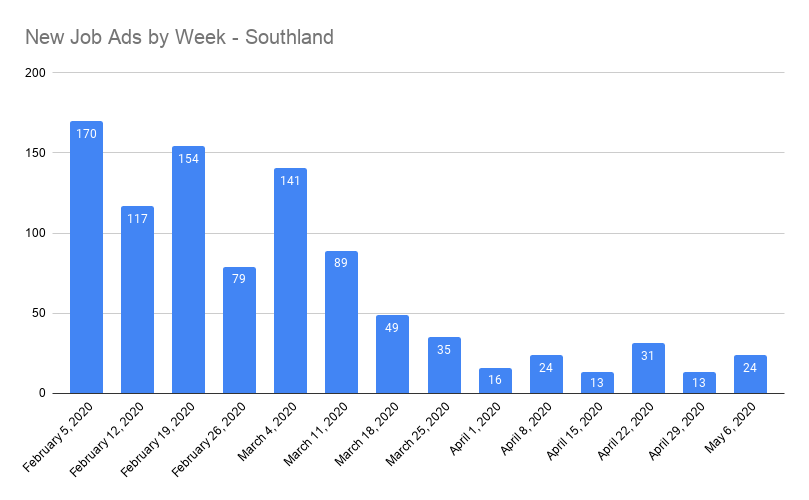 New Job Ads by Week - Southland
200
150
100
50
0
170
117
154
79
141
89
49
35
16
24
13
31
13
24
February 5, 2020
February 12, 2020
February 19, 2020
February 26, 2020
March 4, 2020
March 11, 2020
March 18, 2020
March 25, 2020
April 1, 2020
April 8, 2020
April 15, 2020
April 22, 2020
April 29, 2020
May 6, 2020